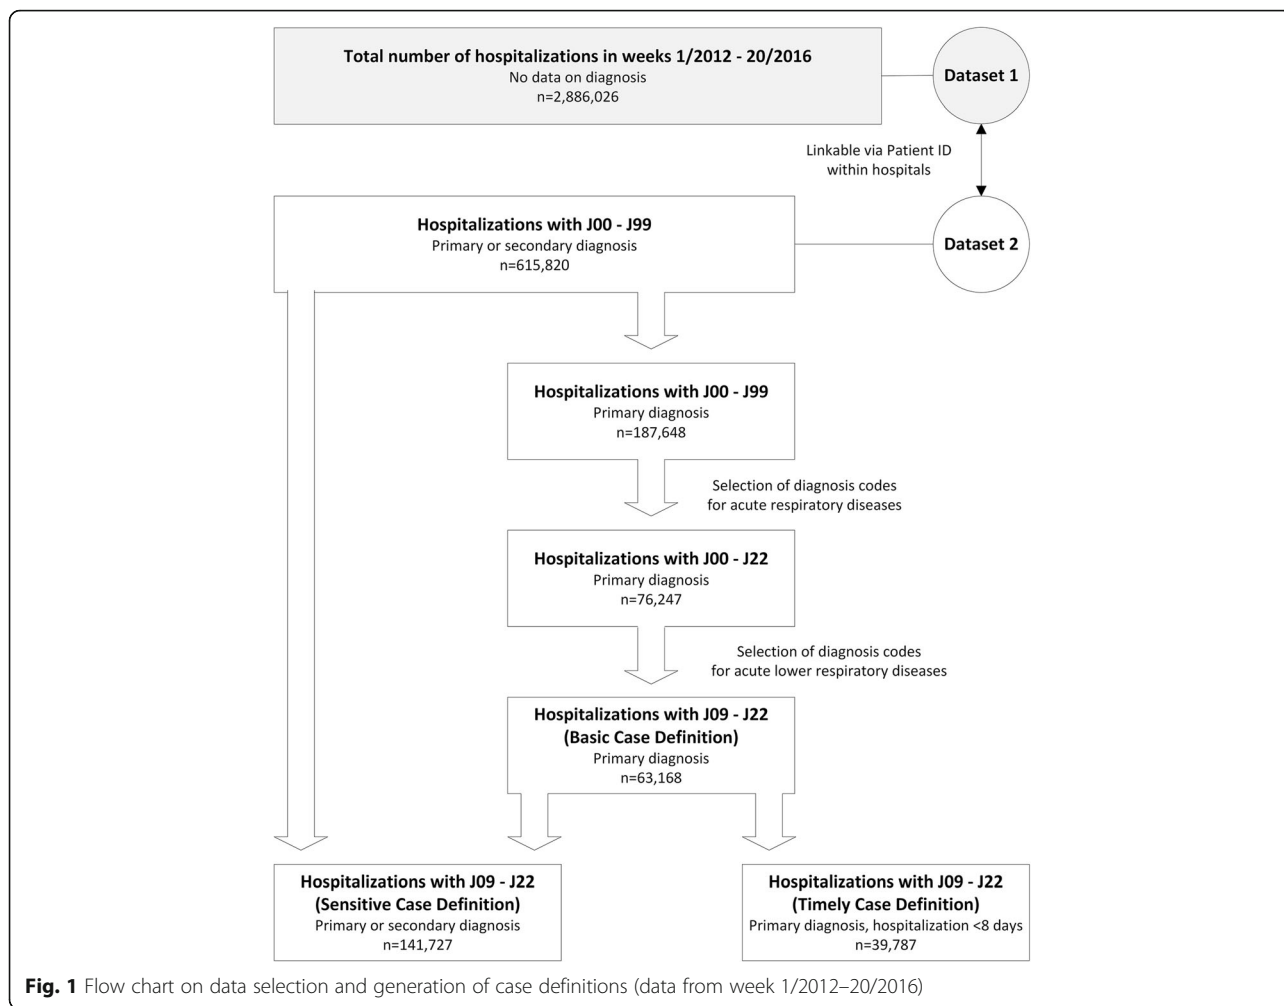 Total number of hospitalizations in weeks 1/2012 - 20/2016
No data on diagnosis
n=2,886,026
Dataset 1
Linkable via Patient ID
within hospitals
Hospitalizations with J00 - J99
Primary or secondary diagnosis
n=615,820
Dataset 2
Hospitalizations with J00 - J99
Primary diagnosis
n=187,648
Selection of diagnosis codes
for acute respiratory diseases
Hospitalizations with J00 - J22
Primary diagnosis
n=76,247
Selection of diagnosis codes
for acute lower respiratory diseases
Hospitalizations with J09 - J22
(Basic Case Definition)
Primary diagnosis
n=63,168
Hospitalizations with J09 - J22
(Sensitive Case Definition)
Primary or secondary diagnosis
n=141,727
Hospitalizations with J09 - J22
(Timely Case Definition)
Primary diagnosis, hospitalization <8 days
n=39,787
Fig. 1 Flow chart on data selection and generation of case definitions (data from week 1/2012–20/2016)